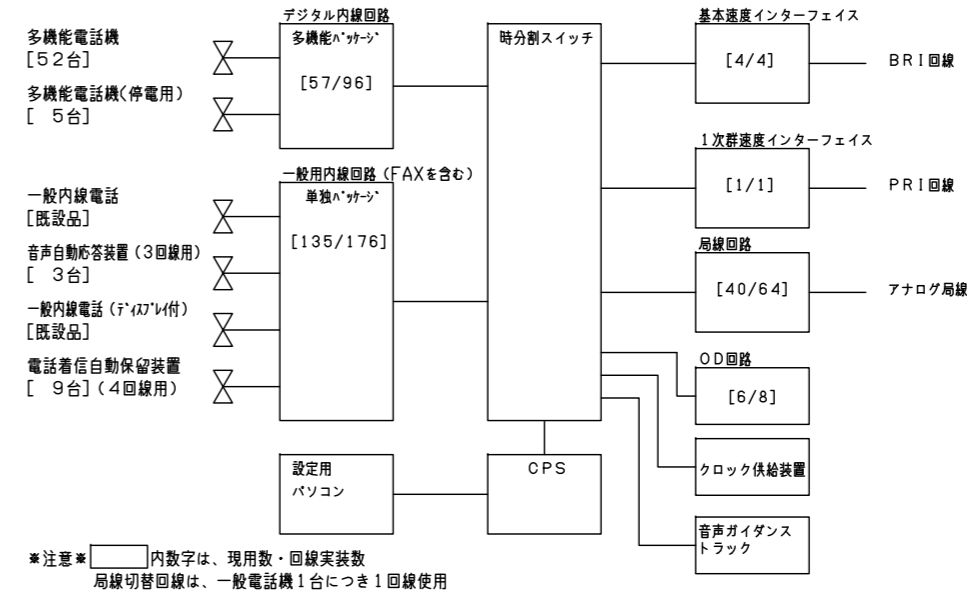 デジタル内線回路
多機能パッケージ
[57/96]
多機能電話機
[52台]
多機能電話機(停電用)
[　5台]
一般用内線回路(FAXを含む)
単独パッケージ
[135/176]
一般内線電話
[既設品]
音声自動応答装置(3回線用)
[　3台]
一般内線電話(ディスプレイ付)
[既設品]
電話着信自動保留装置
[　9台](4回線用)
設定用
パソコン
時分割スイッチ
CPS
基本速度インターフェイス
[4/4]
BRI回線
1次群速度インターフェイス
[1/1]
PRI回線
局線回路
[40/64]
アナログ局線
OD回路
[6/8]
クロック供給装置
音声ガイダンス
トラック
※注意※　内数字は、現用数・回線実装数
局線切替回線は、一般電話機1台につき1回線使用